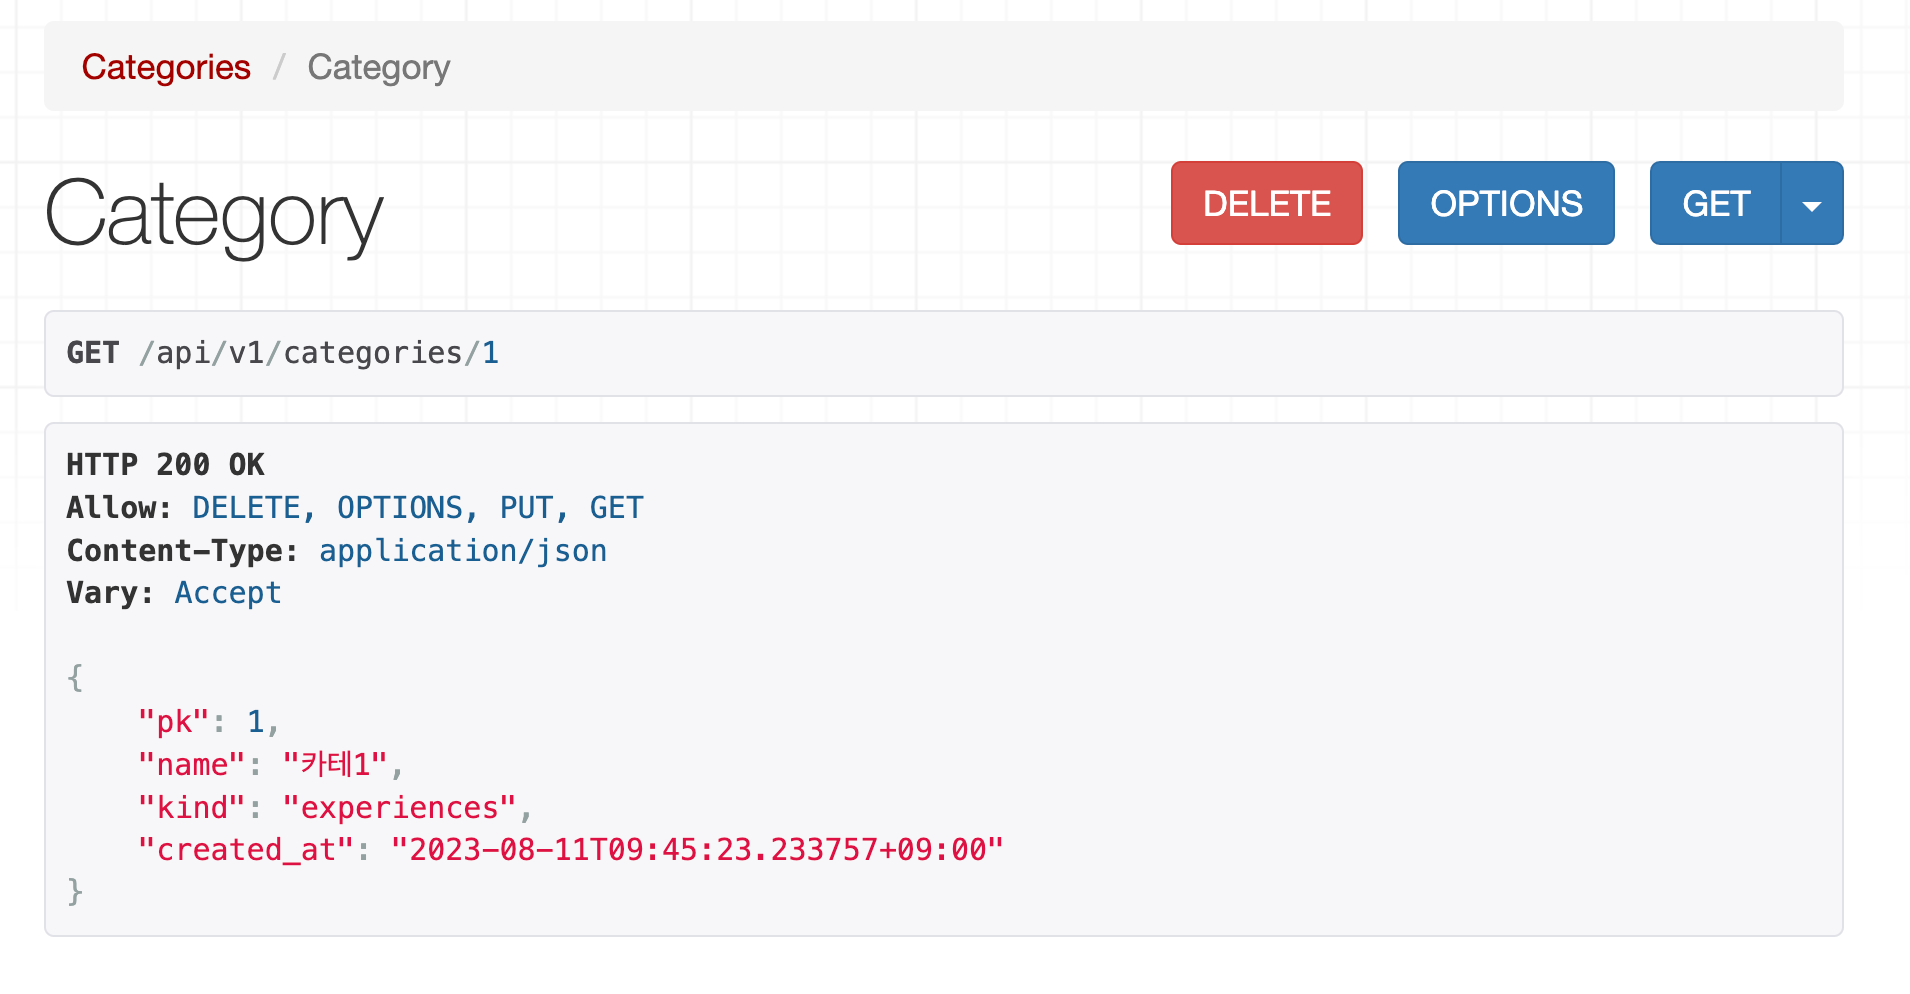 Categories / Category
Category
DELETE OPTIONS GET
GET /api/v1/categories/1
HTTP 200 OK
Allow: DELETE, OPTIONS, PUT, GET
Content-Type: application/json
Vary: Accept
{
    "pk": 1,
    "name": "카테1",
    "kind": "experiences",
    "created_at": "2023-08-11T09:45:23.233757+09:00"
}